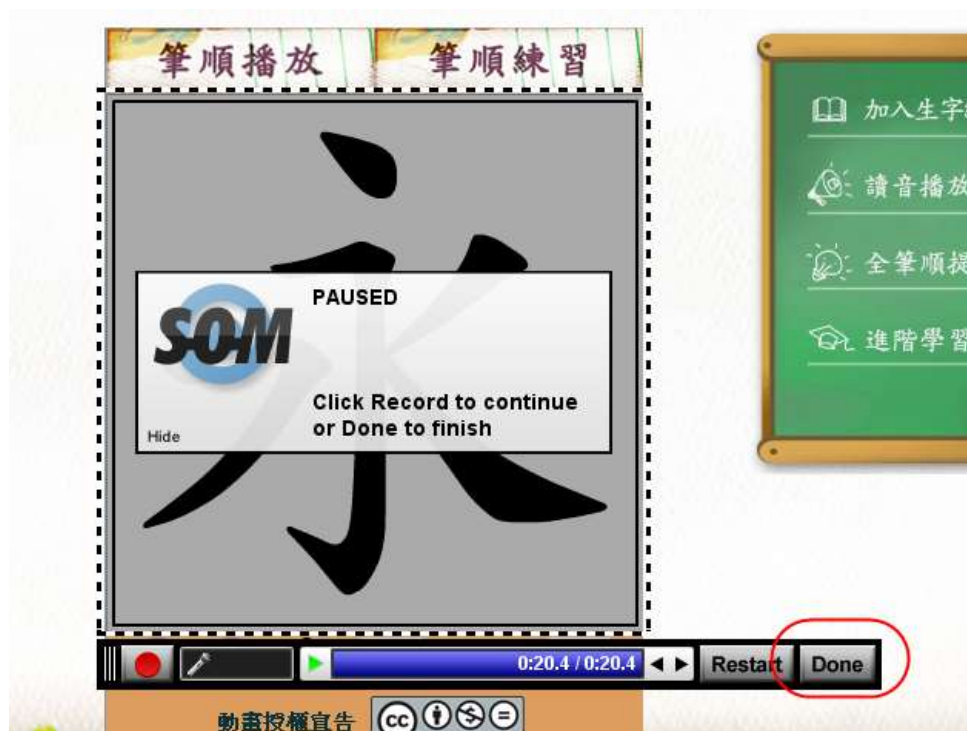 筆順播放 筆順練習
永
SOM
PAUSED
Click Record to continue
or Done to finish
Hide
加入生字
讀音播放
全筆順提
進階學習
0:20.4 / 0:20.4
Restart
Done
動畫授權宣告
cc